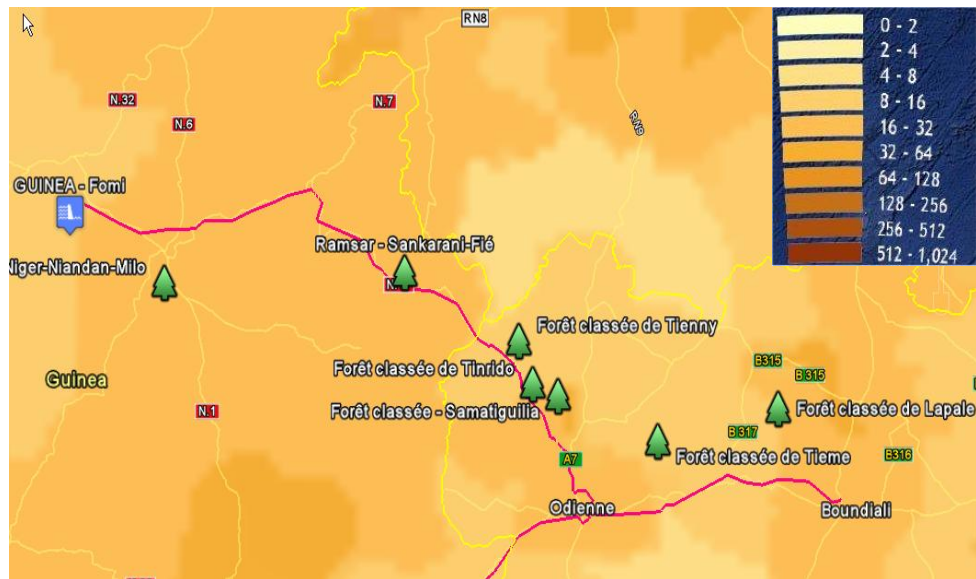 RN8
0 - 2
2 - 4
4 - 8
8 - 16
16 - 32
32 - 64
64 - 128
128 - 256
256 - 512
512 - 1,024
N.32
N.7
N.6
RN9
GUINEA - Fomi
Ramsar - Sankarani-Fié
Niger-Niandan-Milo
Forêt classée de Tienny
Forêt classée de Tinrido
B315
B315
Guinea
N.1
Forêt classée - Samatiguilia
Forêt classée de Lapale
B317
A7
Forêt classée de Tieme
B316
Odienne
Boundiali